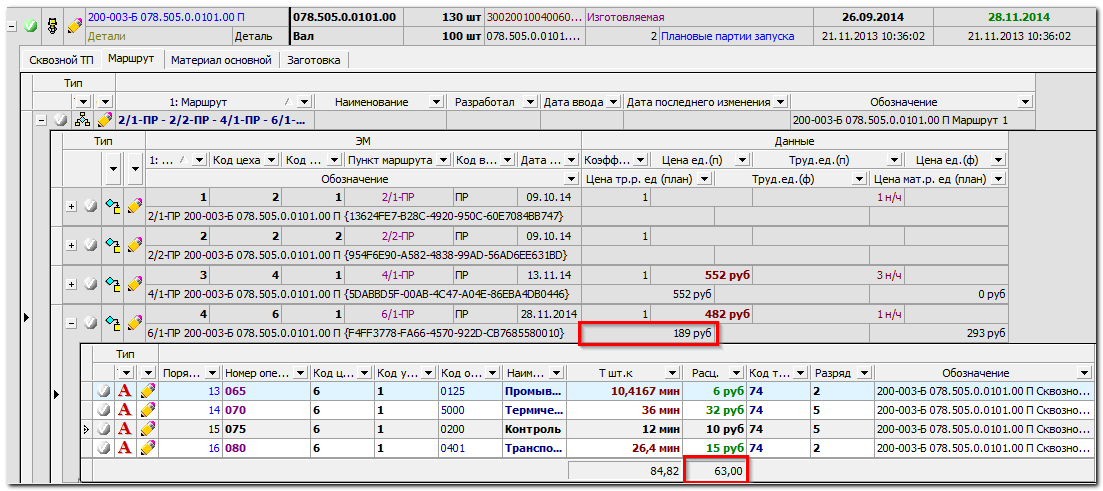 200-003-Б 078.505.0.0101.00 П 078.505.0.0101.00 130 шт 30020010040060... Изготовляемая 26.09.2014 28.11.2014
Детали Деталь Вал 100 шт 078.505.0.0101.... 2 Плановые партии запуска 21.11.2013 10:36:02 21.11.2013 10:36:02
Сквозной ТП Маршрут Материал основной Заготовка
Тип
1: Маршрут Наименование Разработал Дата ввода Дата последнего изменения Обозначение
2/1-ПР - 2/2-ПР - 4/1-ПР - 6/1-... 200-003-Б 078.505.0.0101.00 П Маршрут 1
Тип ЭМ Данные
1: ... Код цеха Код ... Пункт маршрута Код в... Дата ... Коэфф... Цена ед.(п) Труд.ед.(п) Цена ед.(ф)
Обозначение Цена тр.р. ед (план) Труд.ед.(ф) Цена мат.р. ед (план)
1 2 1 2/1-ПР ПР 09.10.14 1 1 н/ч
2/1-ПР 200-003-Б 078.505.0.0101.00 П {13624FE7-B28C-4920-950C-60E7084BB747}
2 2 2 2/2-ПР ПР 09.10.14 1
2/2-ПР 200-003-Б 078.505.0.0101.00 П {954F6E90-A582-4838-99AD-56AD6EE631BD}
3 4 1 4/1-ПР ПР 13.11.14 1 552 руб 3 н/ч
4/1-ПР 200-003-Б 078.505.0.0101.00 П {5DABBD5F-00AB-4C47-A04E-86EBA4DB0446} 552 руб 0 руб
4 6 1 6/1-ПР ПР 28.11.2014 1 482 руб 1 н/ч
6/1-ПР 200-003-Б 078.505.0.0101.00 П {F4FF3778-FA66-4570-922D-CB7685580010} 189 руб 293 руб
Тип
Поря... Номер опе... Код ц... Код у... Код о... Наим... Т шт.к Расц. Код т... Разряд Обозначение
13 065 6 1 0125 Промыв... 10,4167 мин 6 руб 74 2 200-003-Б 078.505.0.0101.00 П Сквозно...
14 070 6 1 5000 Термиче... 36 мин 32 руб 74 5 200-003-Б 078.505.0.0101.00 П Сквозно...
15 075 6 1 0200 Контроль 12 мин 10 руб 74 5 200-003-Б 078.505.0.0101.00 П Сквозно...
16 080 6 1 0401 Транспо... 26,4 мин 15 руб 74 2 200-003-Б 078.505.0.0101.00 П Сквозно...
84,82 63,00